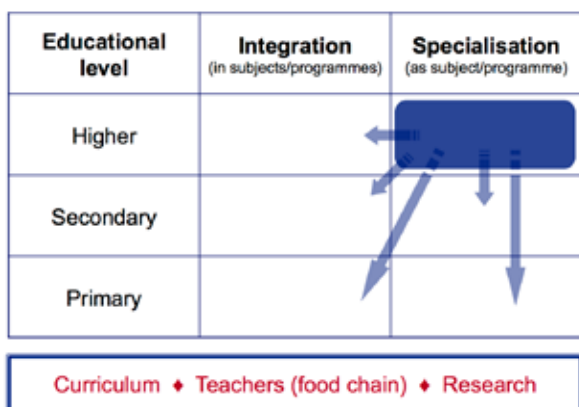 Educational level
Integration
(in subjects/programmes)
Specialisation
(as subject/programme)
Higher
Secondary
Primary
Curriculum ♦ Teachers (food chain) ♦ Research